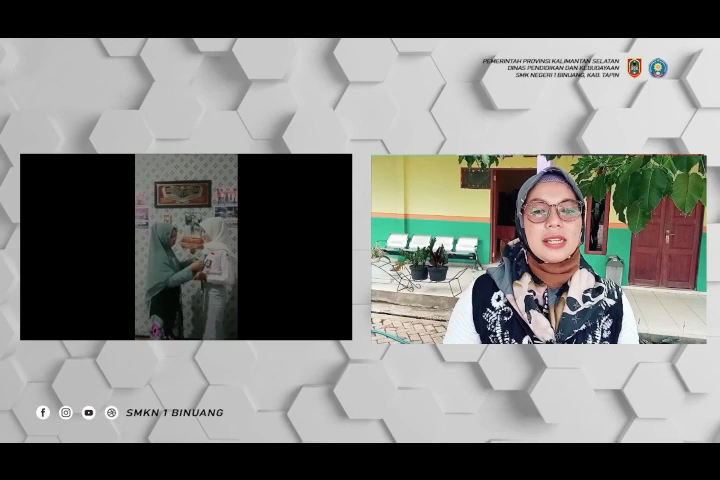 PEMERINTAH PROVINSI KALIMANTAN SELATAN
DINAS PENDIDIKAN DAN KEBUDAYAAN
SMK NEGERI 1 BINUANG, KAB. TAPIN
SMKN 1 BINUANG